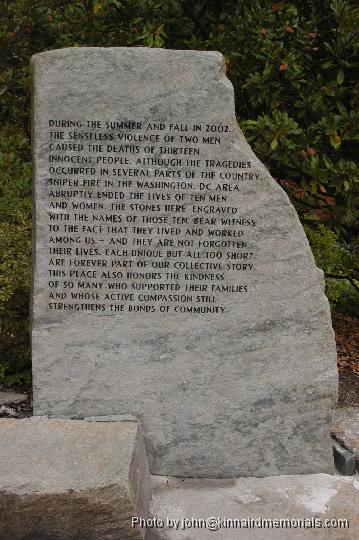 DURING THE SUMMER AND FALL IN 2002,
THE SENSELESS VIOLENCE OF TWO MEN
CAUSED THE DEATHS OF THIRTEEN
INNOCENT PEOPLE. ALTHOUGH THE TRAGEDIES
OCCURRED IN SEVERAL PARTS OF THE COUNTRY,
SNIPER FIRE IN THE WASHINGTON, DC AREA
ABRUPTLY ENDED THE LIVES OF TEN MEN
AND WOMEN. THE STONES HERE, ENGRAVED
WITH THE NAMES OF THOSE TEN, BEAR WITNESS
TO THE FACT THAT THEY LIVED AND WORKED
AMONG US – AND THEY ARE NOT FORGOTTEN.
THEIR LIVES, EACH UNIQUE BUT ALL TOO SHORT,
ARE FOREVER PART OF OUR COLLECTIVE STORY.
THIS PLACE ALSO HONORS THE KINDNESS
OF SO MANY WHO SUPPORTED THEIR FAMILIES
AND WHOSE ACTIVE COMPASSION STILL
STRENGTHENS THE BONDS OF COMMUNITY.
Photo by john@kinnairdmemorials.com